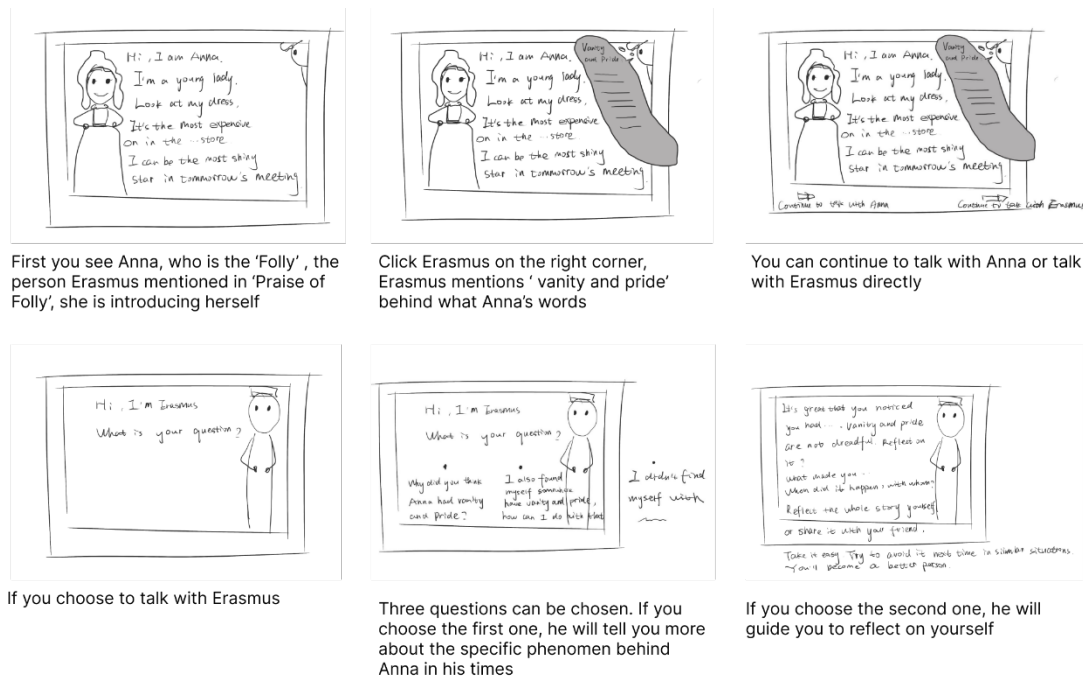 Hi, I am Anna.
I'm a young lady.
Look at my dress,
It's the most expensive
on in the ... store
I can be the most shiny
star in tommorrow's meeting
First you see Anna, who is the ‘Folly’ , the
person Erasmus mentioned in ‘Praise of
Folly’, she is introducing herself
Hi, I am Anna.
I'm a young lady.
Look at my dress,
It's the most expensive
on in the ... store
I can be the most shiny
star in tommorrow's meeting
Vanity
and Pride
Click Erasmus on the right corner,
Erasmus mentions ‘ vanity and pride’
behind what Anna’s words
Hi, I am Anna.
I'm a young lady.
Look at my dress,
It's the most expensive
on in the ... store
I can be the most shiny
star in tommorrow's meeting
Vanity
and Pride
Continue to talk with Anna
Continue to talk with Erasmus
You can continue to talk with Anna or talk
with Erasmus directly
Hi, I'm Erasmus
What is your question?
If you choose to talk with Erasmus
Hi, I'm Erasmus
What is your question?
Why did you think
Anna had vanity
and Pride?
I also found
myself somehow
have vanity and pride,
how can I do with that
I didn't find
myself with
Three questions can be chosen. If you
choose the first one, he will tell you more
about the specific phenomen behind
Anna in his times
It's great that you noticed
you had.... Vanity and pride
are not dreadful. Reflect on
it?
what made you..
When did it happen, with whom?
Reflect the whole story yourself
or share it with your friend.
Take it easy Try to avoid it next time in similar situations.
You'll become a better person.
If you choose the second one, he will
guide you to reflect on yourself